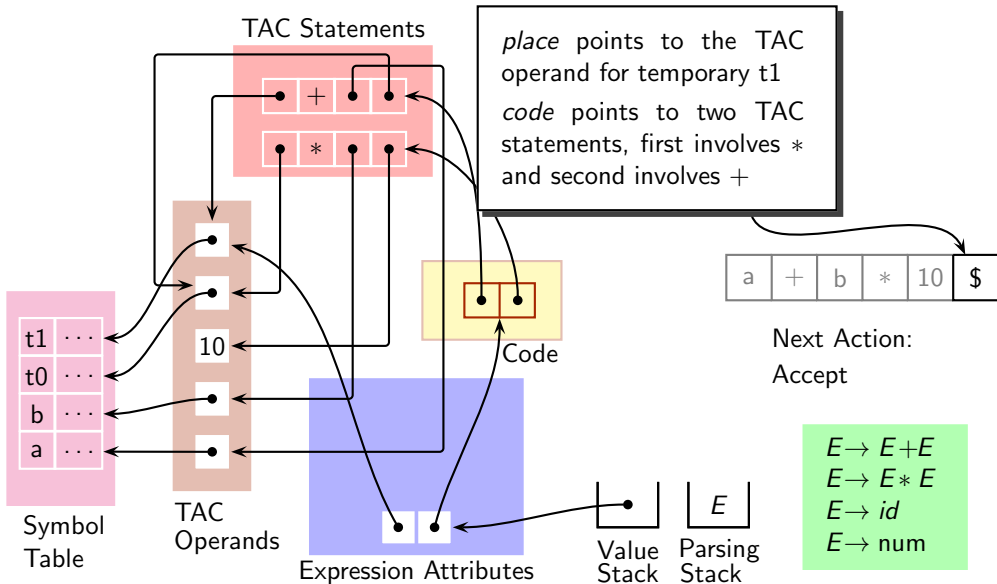 TAC Statements
+
*
place points to the TAC
operand for temporary t1
code points to two TAC
statements, first involves *
and second involves +
a + b * 10 $
Next Action:
Accept
t1 ···
t0 ···
b ···
a ···
Symbol
Table
10
TAC
Operands
Code
Expression Attributes
Value
Stack
E
Parsing
Stack
E → E + E
E → E * E
E → id
E → num